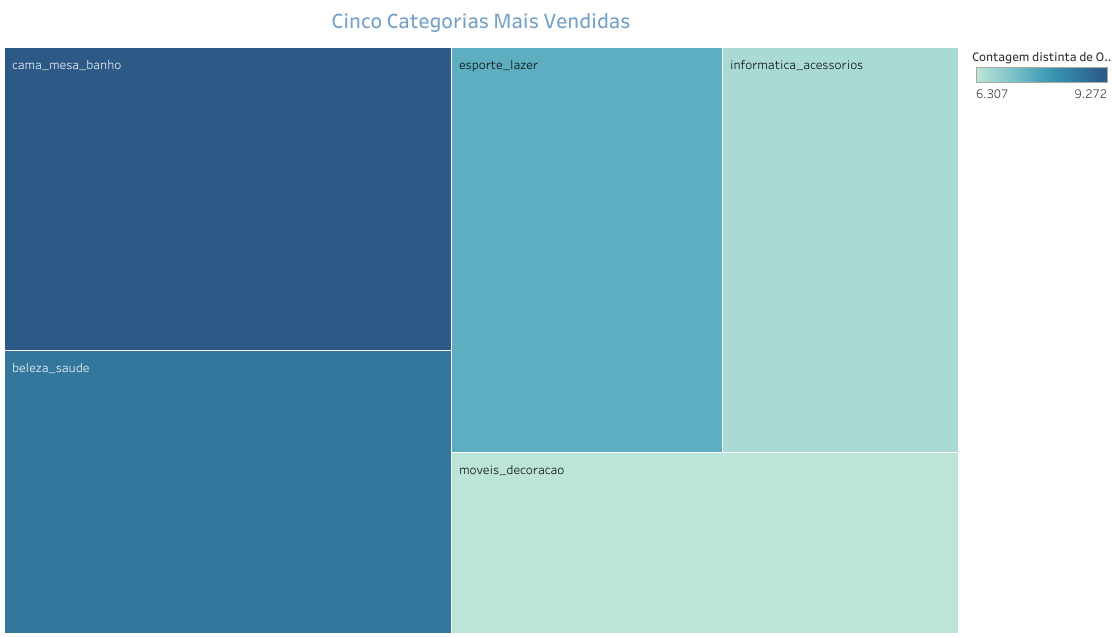 Cinco Categorias Mais Vendidas
cama_mesa_banho
esporte_lazer
informatica_acessorios
Contagem distinta de O..
6.307
9.272
beleza_saude
moveis_decoracao